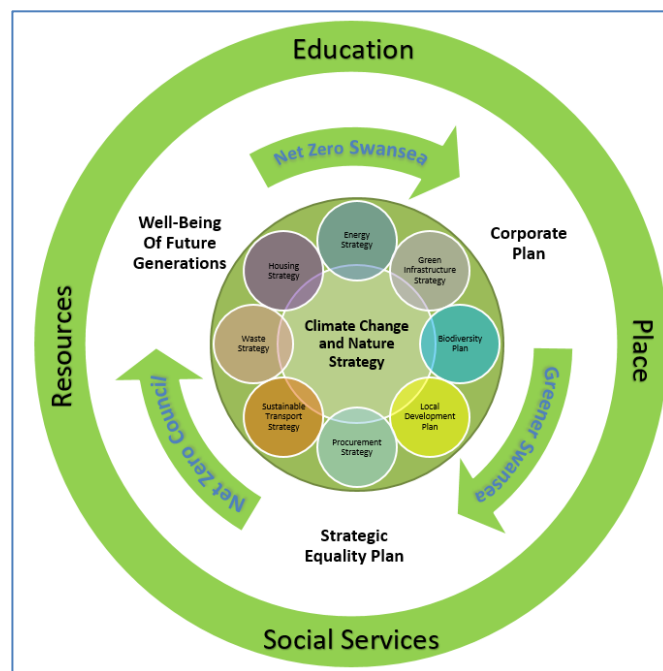 Education
Net Zero Swansea
Well-Being
Of Future
Generations
Corporate
Plan
Energy
Strategy
Housing
Strategy
Green
Infrastructure
Strategy
Resources
Waste
Strategy
Climate Change
and Nature
Strategy
Biodiversity
Plan
Place
Sustainable
Transport
Strategy
Local
Development
Plan
Procurement
Strategy
Net Zero Council
Greener Swansea
Strategic
Equality Plan
Social Services